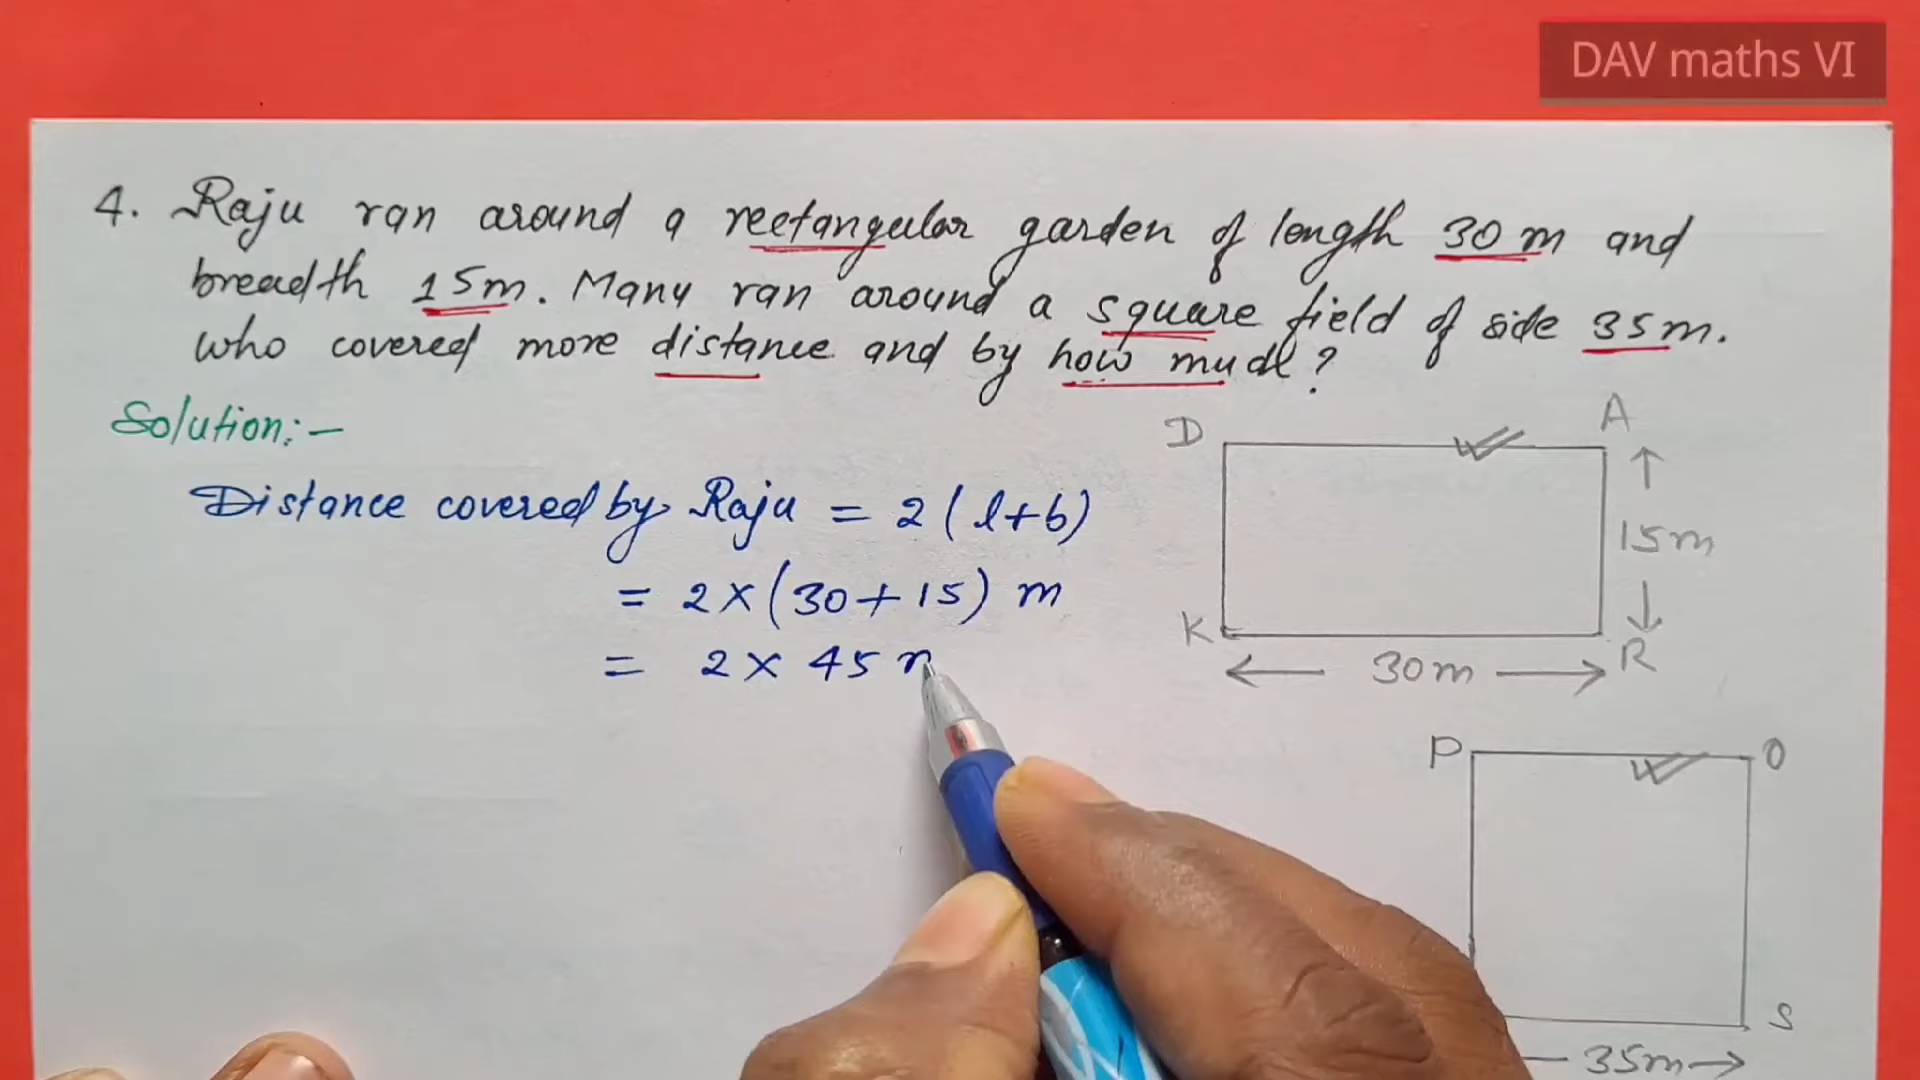 DAV maths VI
4. Raju ran around a rectangular garden of length 30 m and
breadth 15m. Many ran around a square field of side 35m.
who covered more distance and by how much?
Solution:-
D A
Distance covered by Raju = 2(l+b)
15m
= 2×(30+15) m
K R
= 2× 45
30m
P O
S
35m